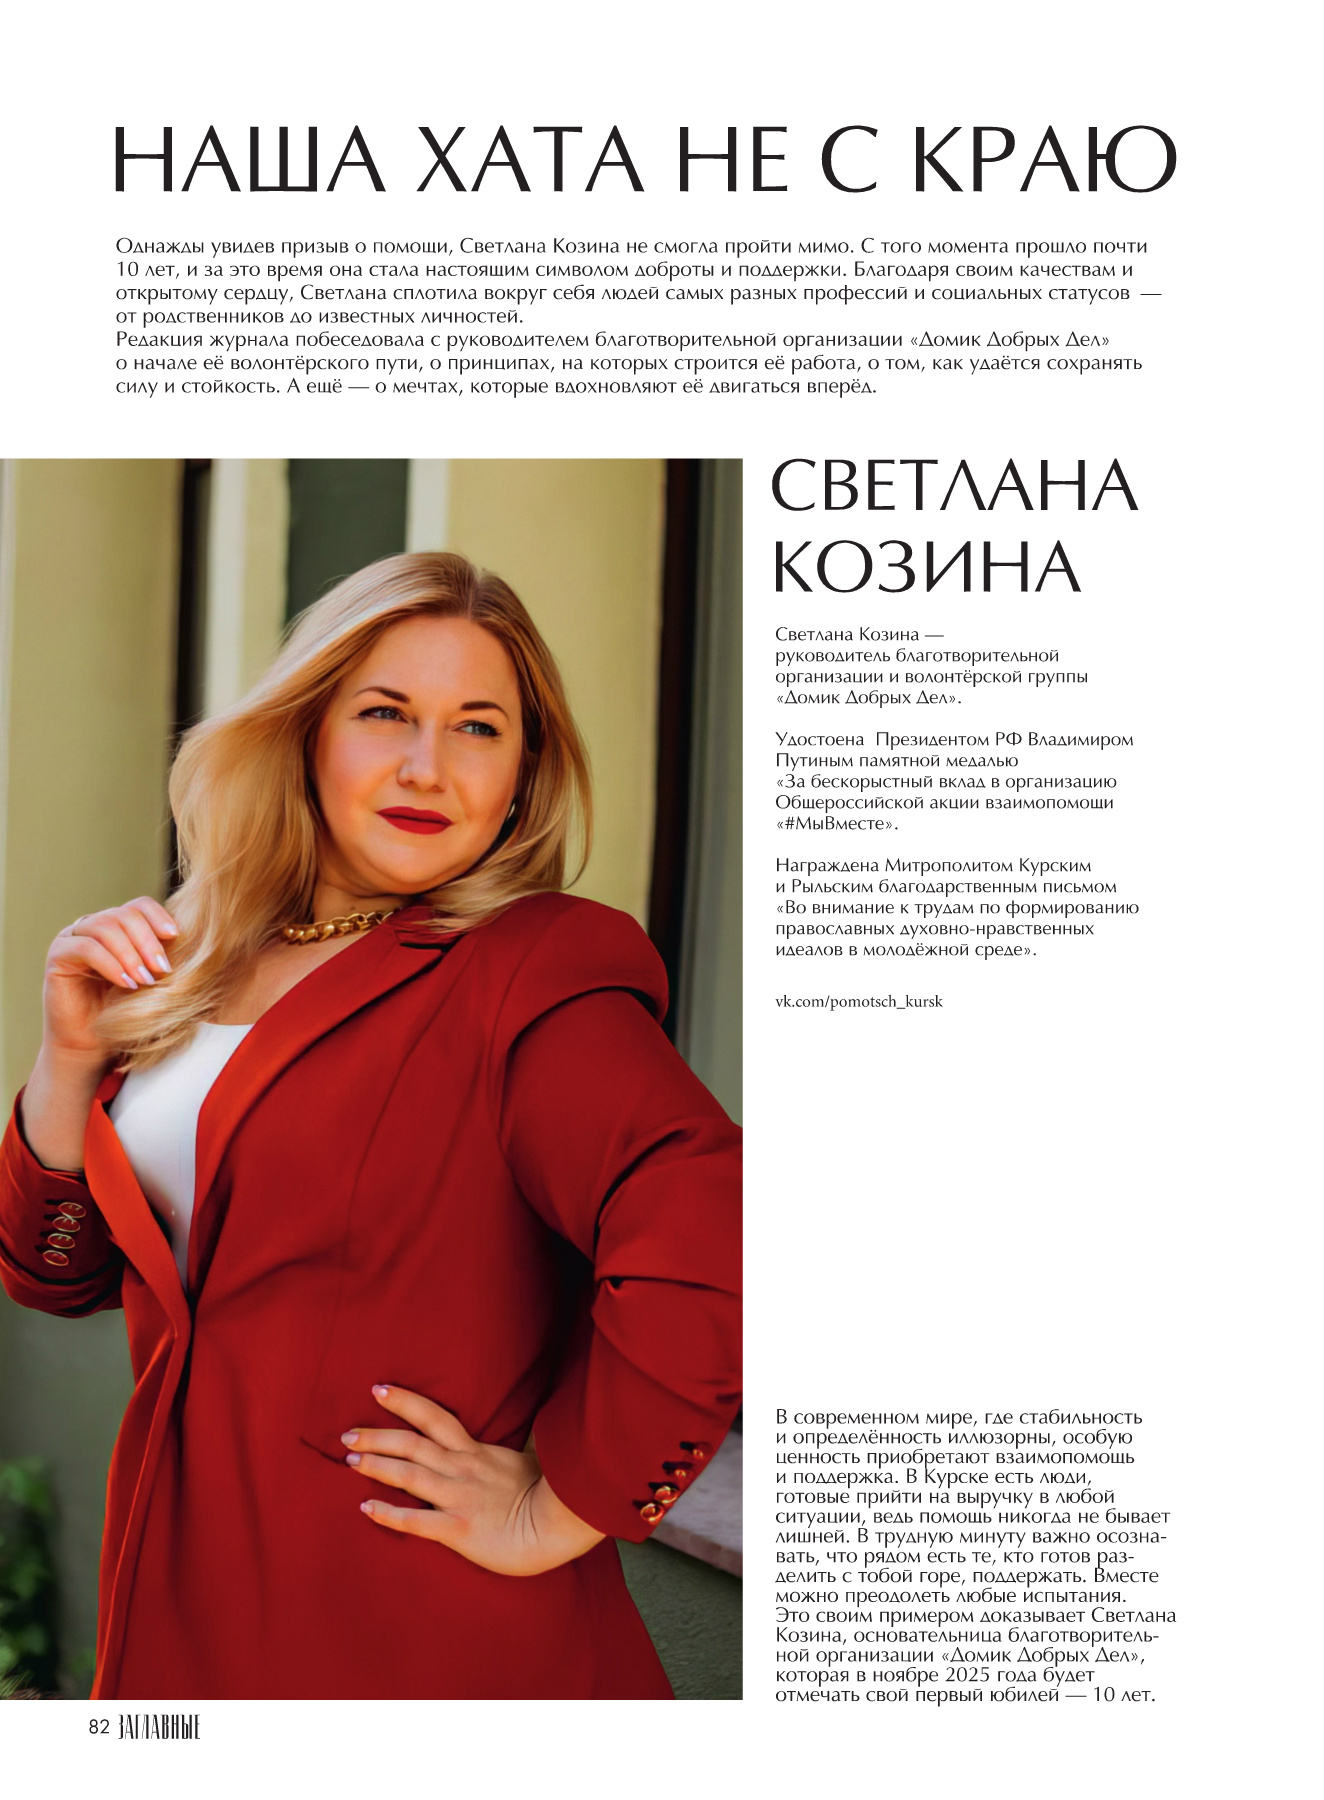 НАША ХАТА НЕ С КРАЮ
Однажды увидев призыв о помощи, Светлана Козина не смогла пройти мимо. С того момента прошло почти
10 лет, и за это время она стала настоящим символом доброты и поддержки. Благодаря своим качествам и
открытому сердцу, Светлана сплотила вокруг себя людей самых разных профессий и социальных статусов —
от родственников до известных личностей.
Редакция журнала побеседовала с руководителем благотворительной организации «Домик Добрых Дел»
о начале её волонтёрского пути, о принципах, на которых строится её работа, о том, как удаётся сохранять
силу и стойкость. А ещё — о мечтах, которые вдохновляют её двигаться вперёд.
СВЕТЛАНА
КОЗИНА
Светлана Козина —
руководитель благотворительной
организации и волонтёрской группы
«Домик Добрых Дел».
Удостоена Президентом РФ Владимиром
Путиным памятной медалью
«За бескорыстный вклад в организацию
Общероссийской акции взаимопомощи
«#МыВместе».
Награждена Митрополитом Курским
и Рыльским благодарственным письмом
«Во внимание к трудам по формированию
православных духовно-нравственных
идеалов в молодёжной среде».
vk.com/pomotsch_kursk
В современном мире, где стабильность
и определённость иллюзорны, особую
ценность приобретают взаимопомощь
и поддержка. В Курске есть люди,
готовые прийти на выручку в любой
ситуации, ведь помощь никогда не бывает
лишней. В трудную минуту важно осозна-
вать, что рядом есть те, кто готов раз-
делить с тобой горе, поддержать. Вместе
можно преодолеть любые испытания.
Это своим примером доказывает Светлана
Козина, основательница благотворитель-
ной организации «Домик Добрых Дел»,
которая в ноябре 2025 года будет
отмечать свой первый юбилей — 10 лет.
82 ЗАГЛАВНЫЕ